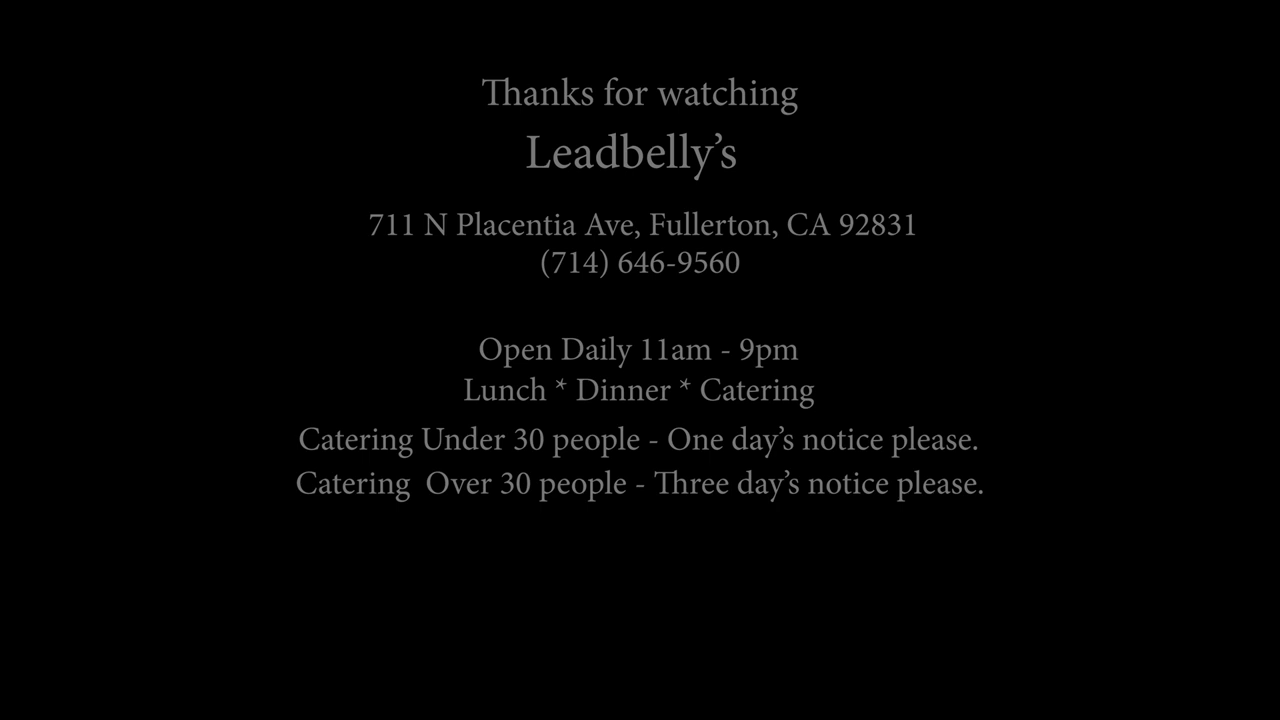 Thanks for watching
Leadbelly’s
711 N Placentia Ave, Fullerton, CA 92831
(714) 646-9560
Open Daily 11am - 9pm
Lunch * Dinner * Catering
Catering Under 30 people - One day’s notice please.
Catering  Over 30 people - Three day’s notice please.